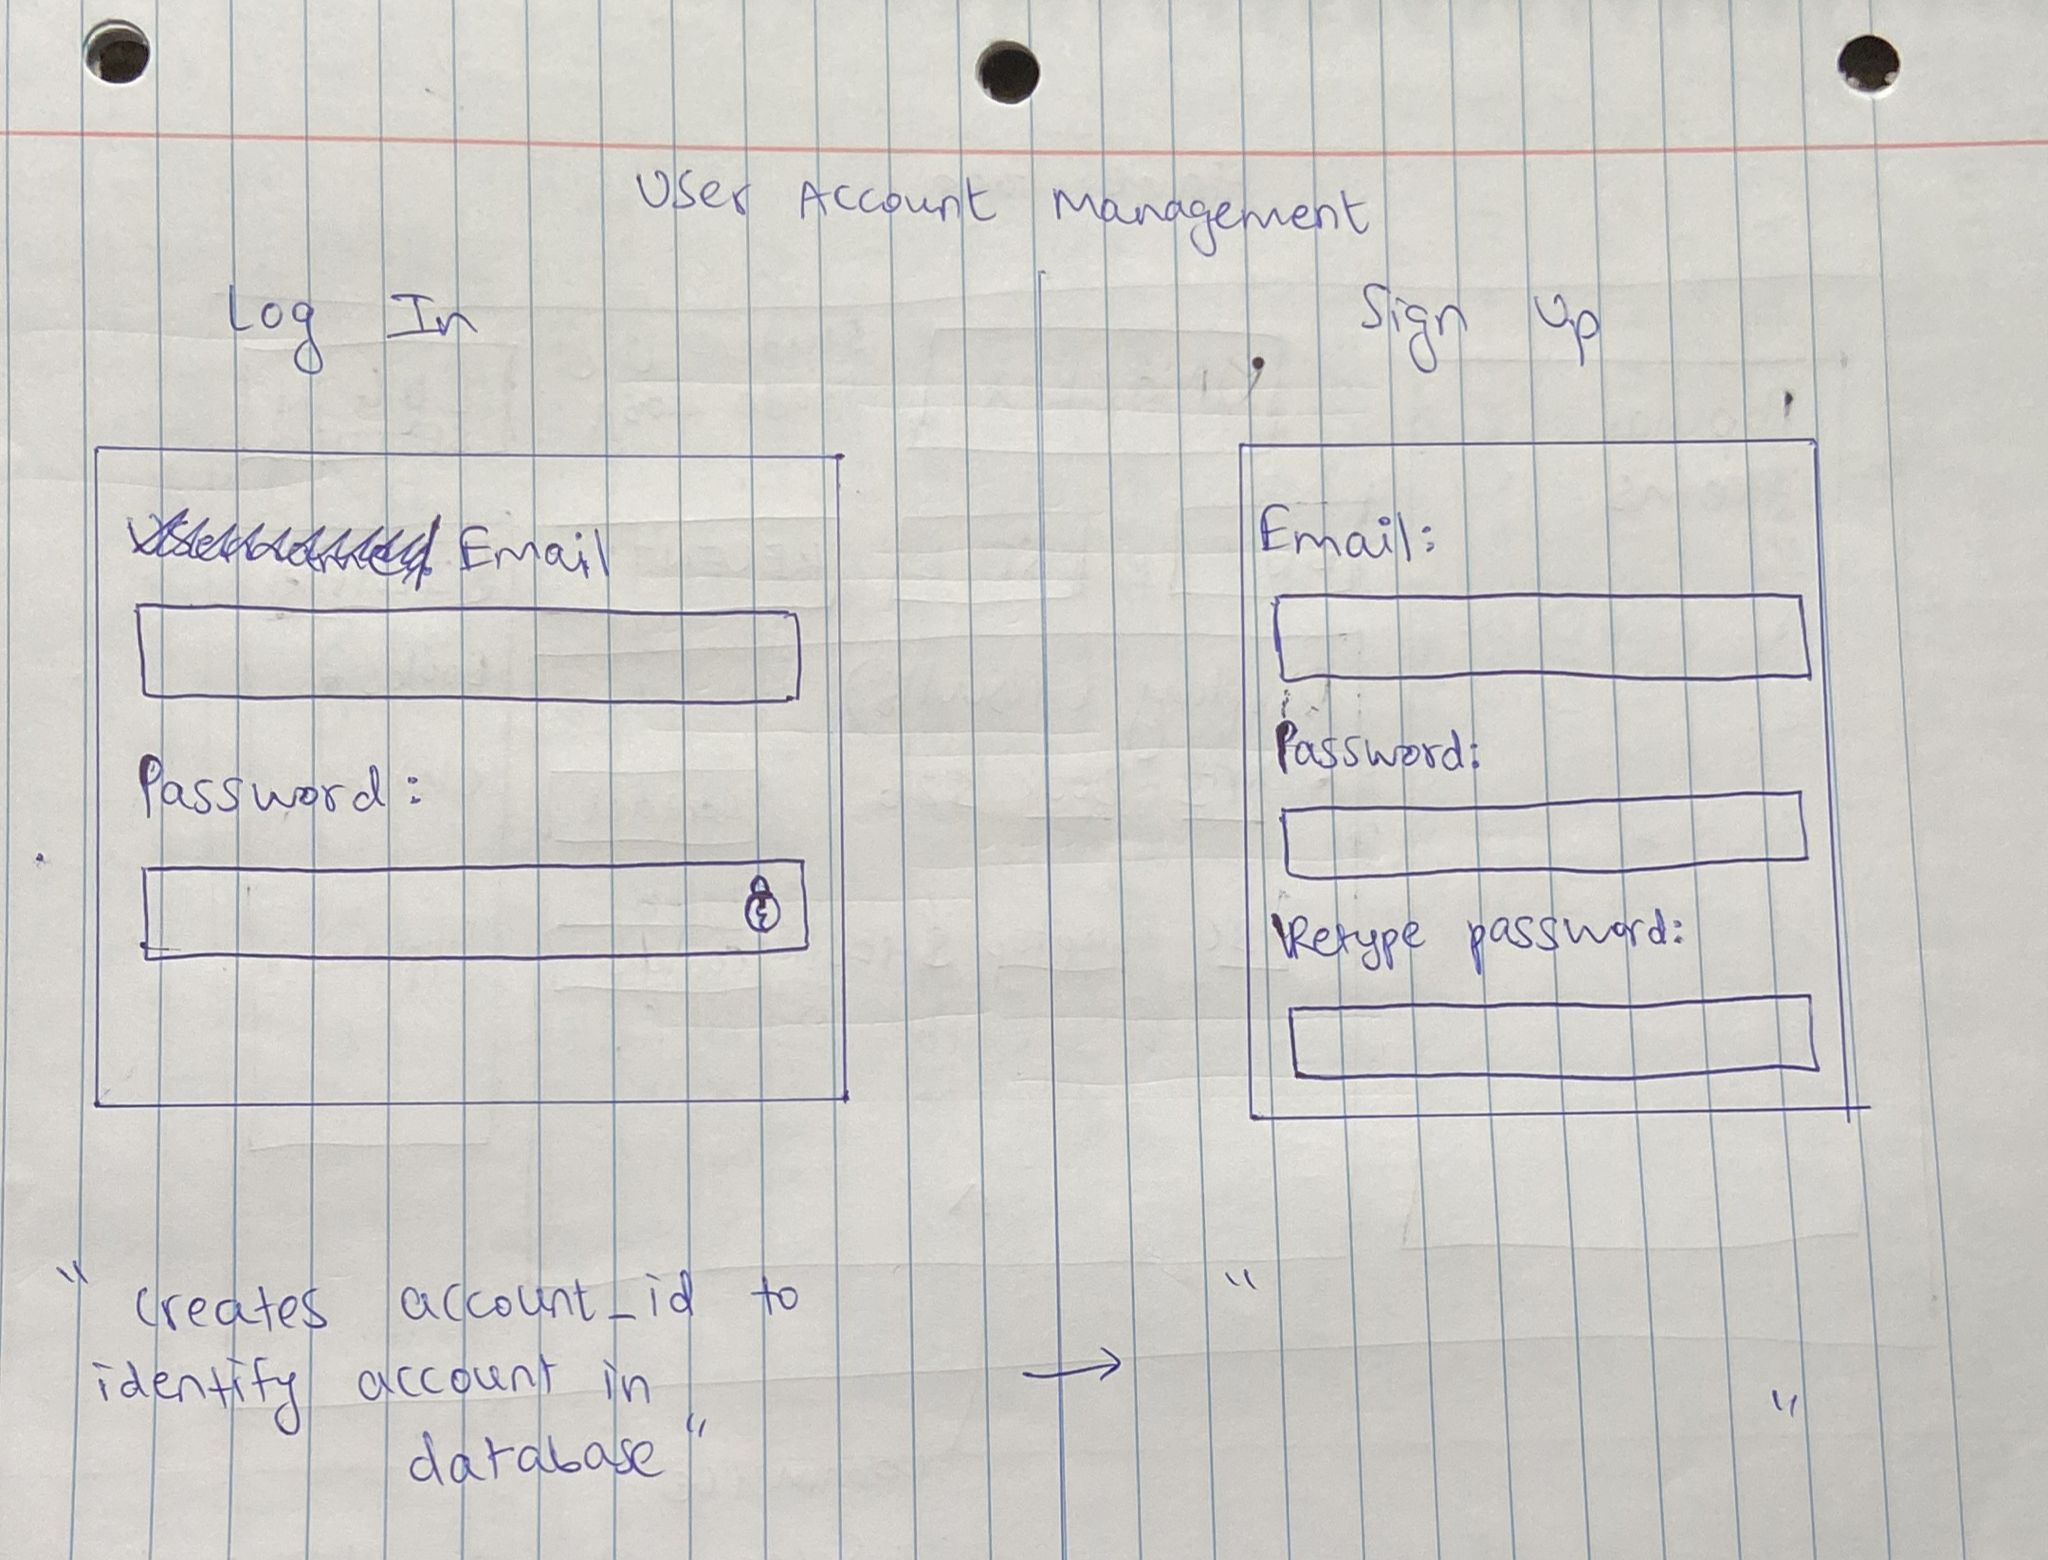 User Account Management
Log In
Email
Password:
"creates account_id to
identify account in
database"
→
Sign Up
Email:
Password:
Retype password:
"
"